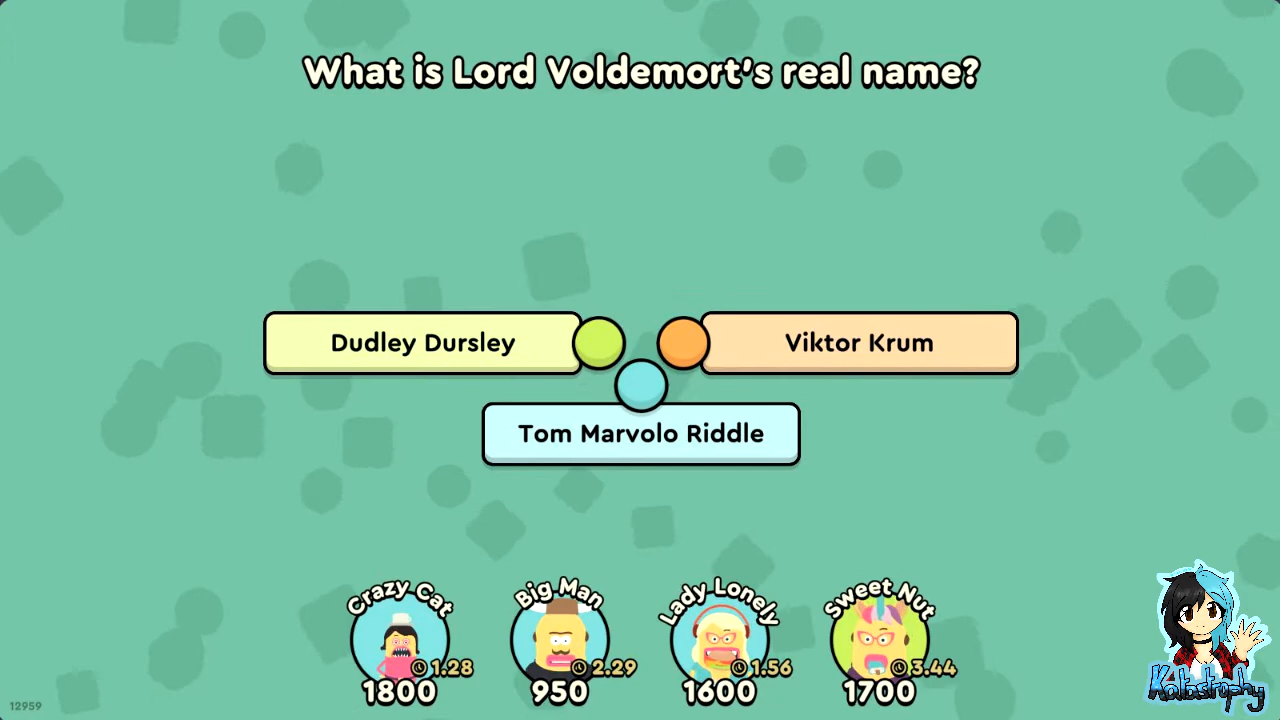 What is Lord Voldemort's real name?
Dudley Dursley
Viktor Krum
Tom Marvolo Riddle
Crazy Cat
Big Man
Lady Lonely
Sweet Nut
1.28
2.29
1.56
3.44
1800
950
1600
1700
12959
Kolastrophy